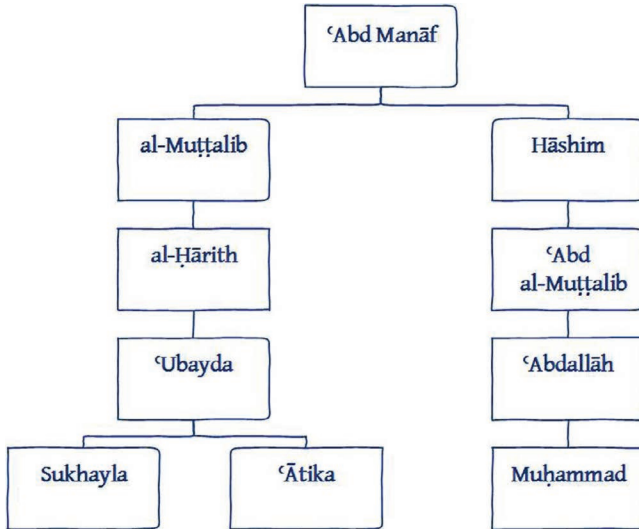 ʿAbd Manāf
al-Muṭṭalib
Hāshim
al-Ḥārith
ʿAbd
al-Muṭṭalib
ʿUbayda
ʿAbdallāh
Sukhayla
ʿĀtika
Muḥammad